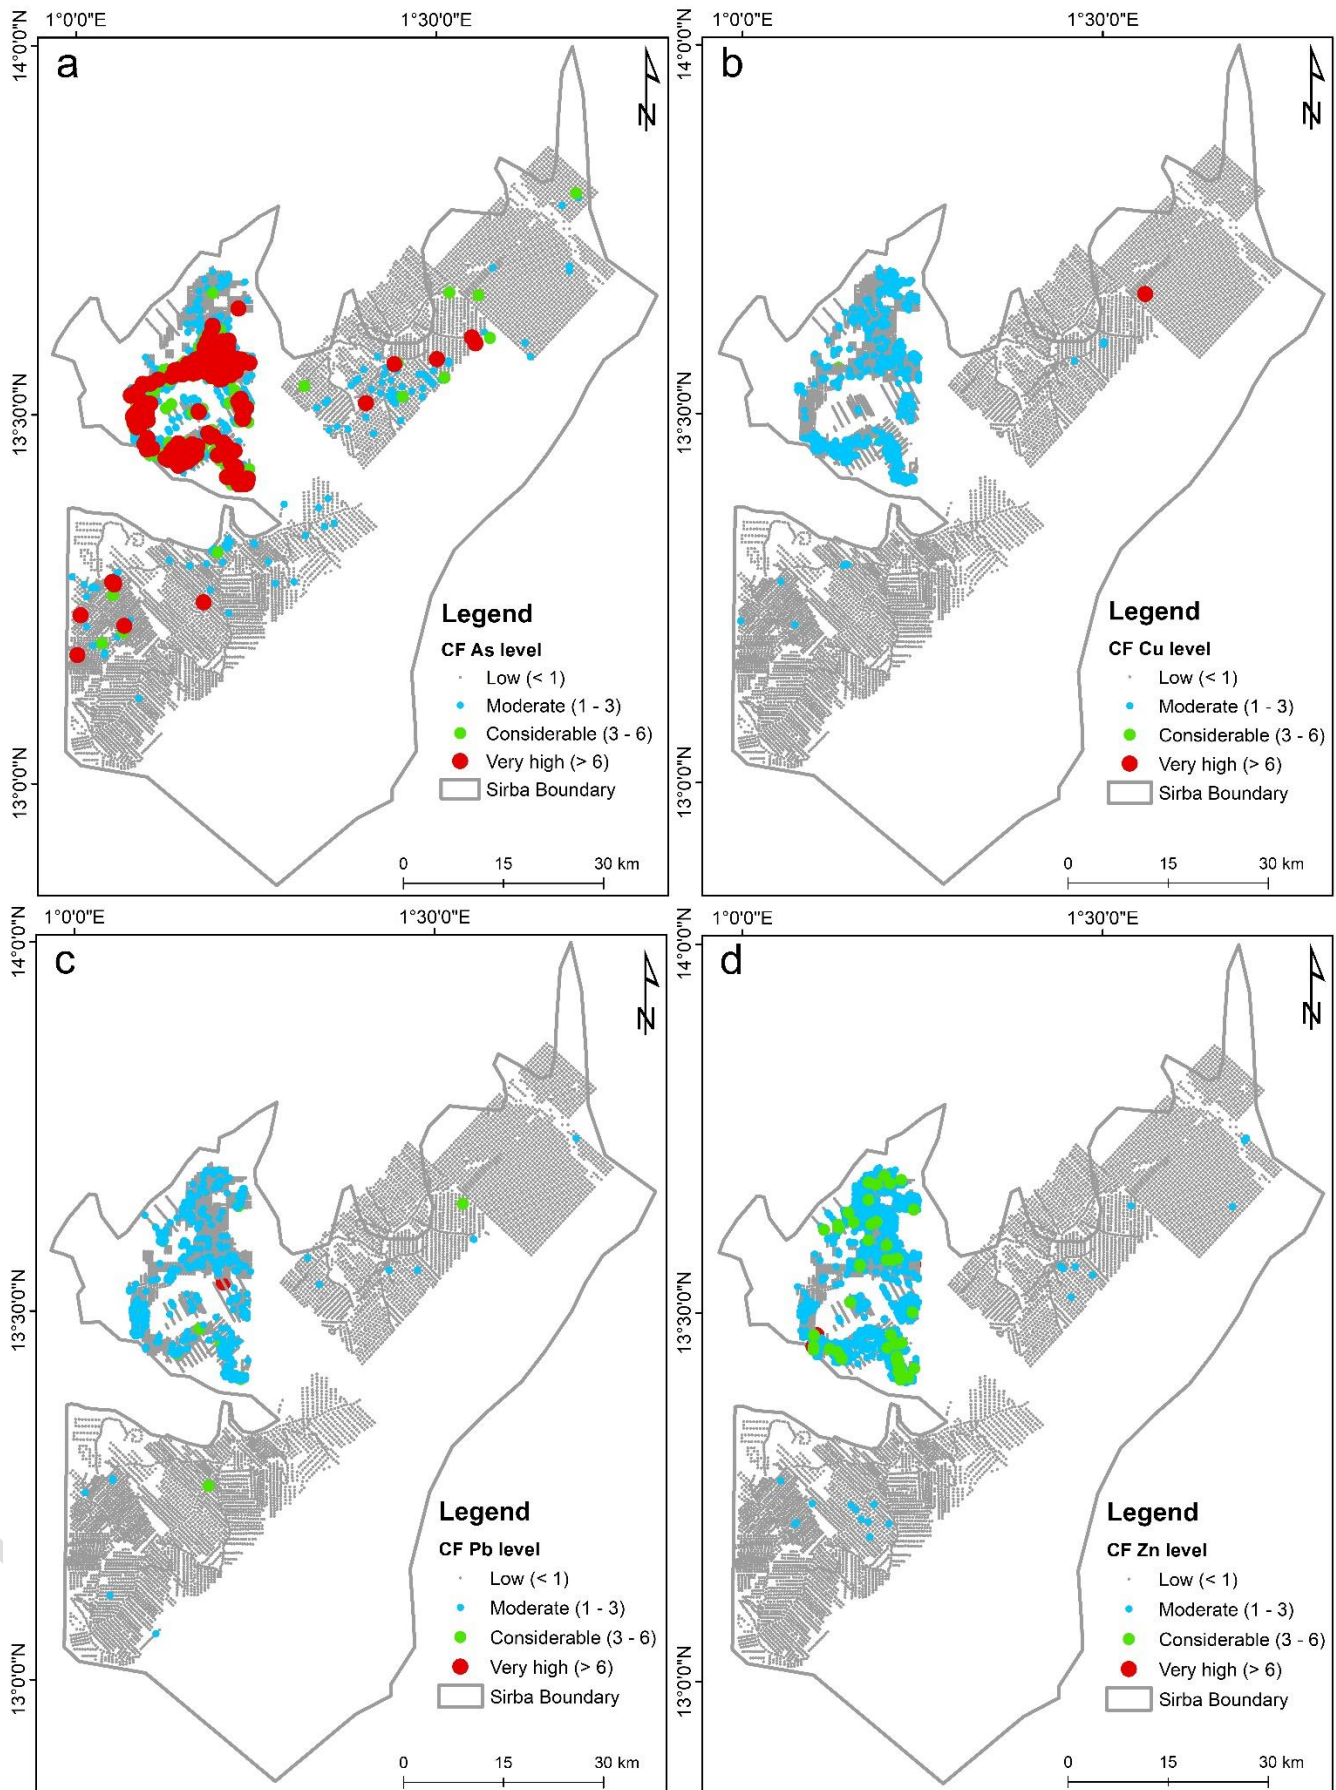 1°0'0"E 1°30'0"E
14°0'0"N
13°30'0"N
13°0'0"N
a
N
Legend
CF As level
Low (< 1)
Moderate (1 - 3)
Considerable (3 - 6)
Very high (> 6)
Sirba Boundary
0 15 30 km
1°0'0"E 1°30'0"E
14°0'0"N
13°30'0"N
13°0'0"N
b
N
Legend
CF Cu level
Low (< 1)
Moderate (1 - 3)
Considerable (3 - 6)
Very high (> 6)
Sirba Boundary
0 15 30 km
1°0'0"E 1°30'0"E
14°0'0"N
13°30'0"N
13°0'0"N
c
N
Legend
CF Pb level
Low (< 1)
Moderate (1 - 3)
Considerable (3 - 6)
Very high (> 6)
Sirba Boundary
0 15 30 km
1°0'0"E 1°30'0"E
14°0'0"N
13°30'0"N
13°0'0"N
d
N
Legend
CF Zn level
Low (< 1)
Moderate (1 - 3)
Considerable (3 - 6)
Very high (> 6)
Sirba Boundary
0 15 30 km